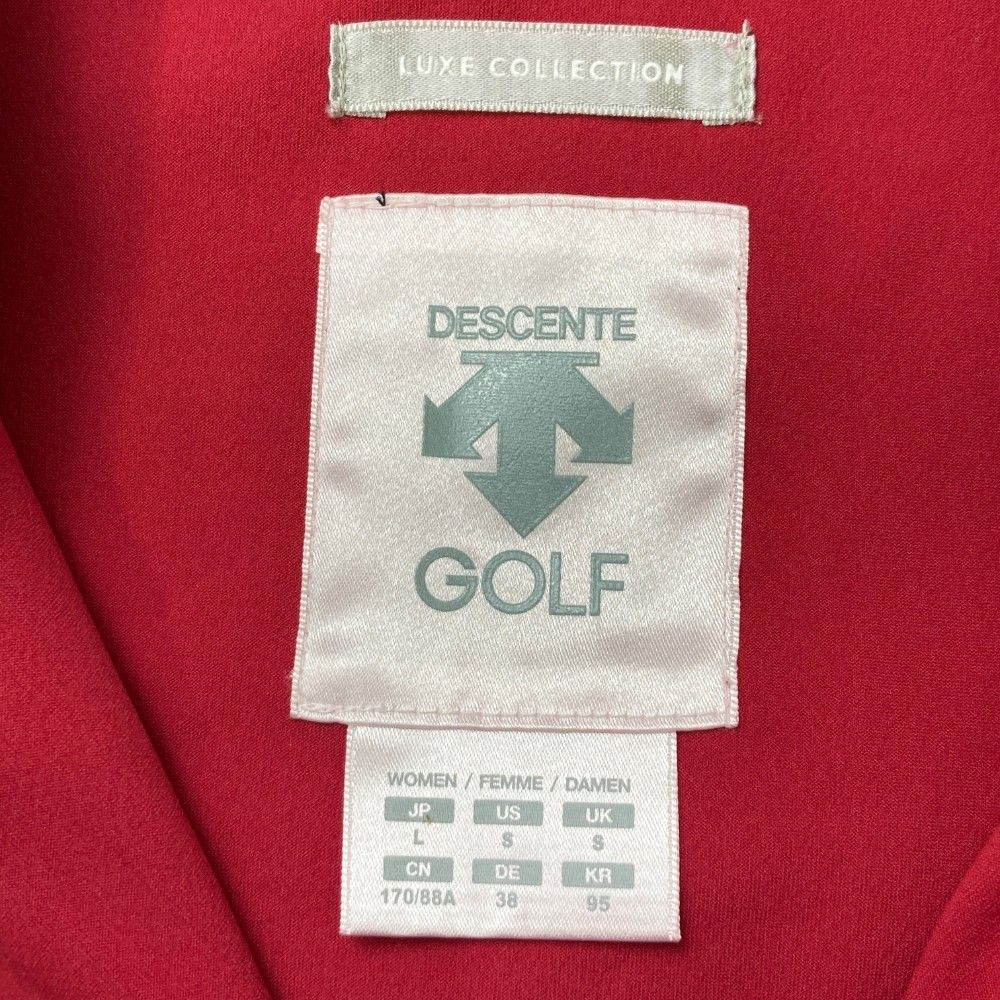 LUXE COLLECTION
DESCENTE
GOLF
WOMEN / FEMME / DAMEN
JP US UK
L S S
CN DE KR
170/88A 38 95